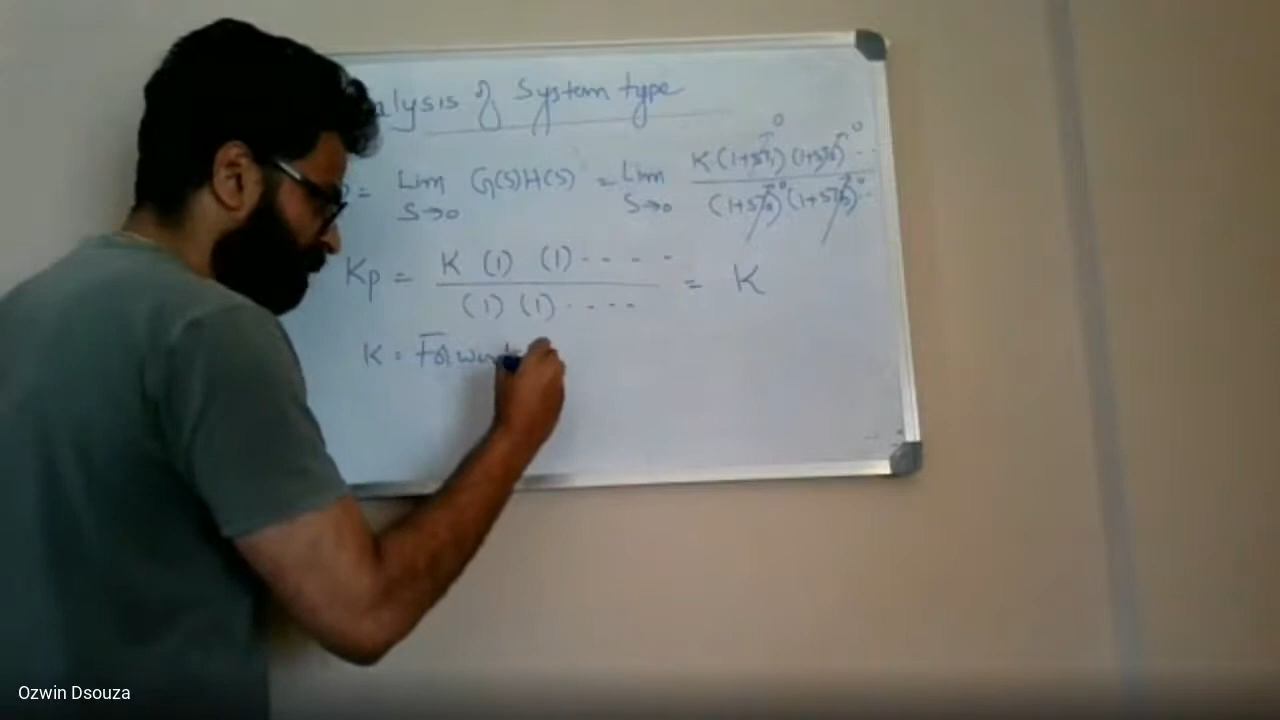 alysis of System type
= Lim S→0 G(S)H(S) = Lim S→0 K(1+ST₁)(1+ST₂)... / (1+STa)(1+STb)...
Kp = K (1) (1)..... / (1) (1)..... = K
K = Forward
Ozwin Dsouza